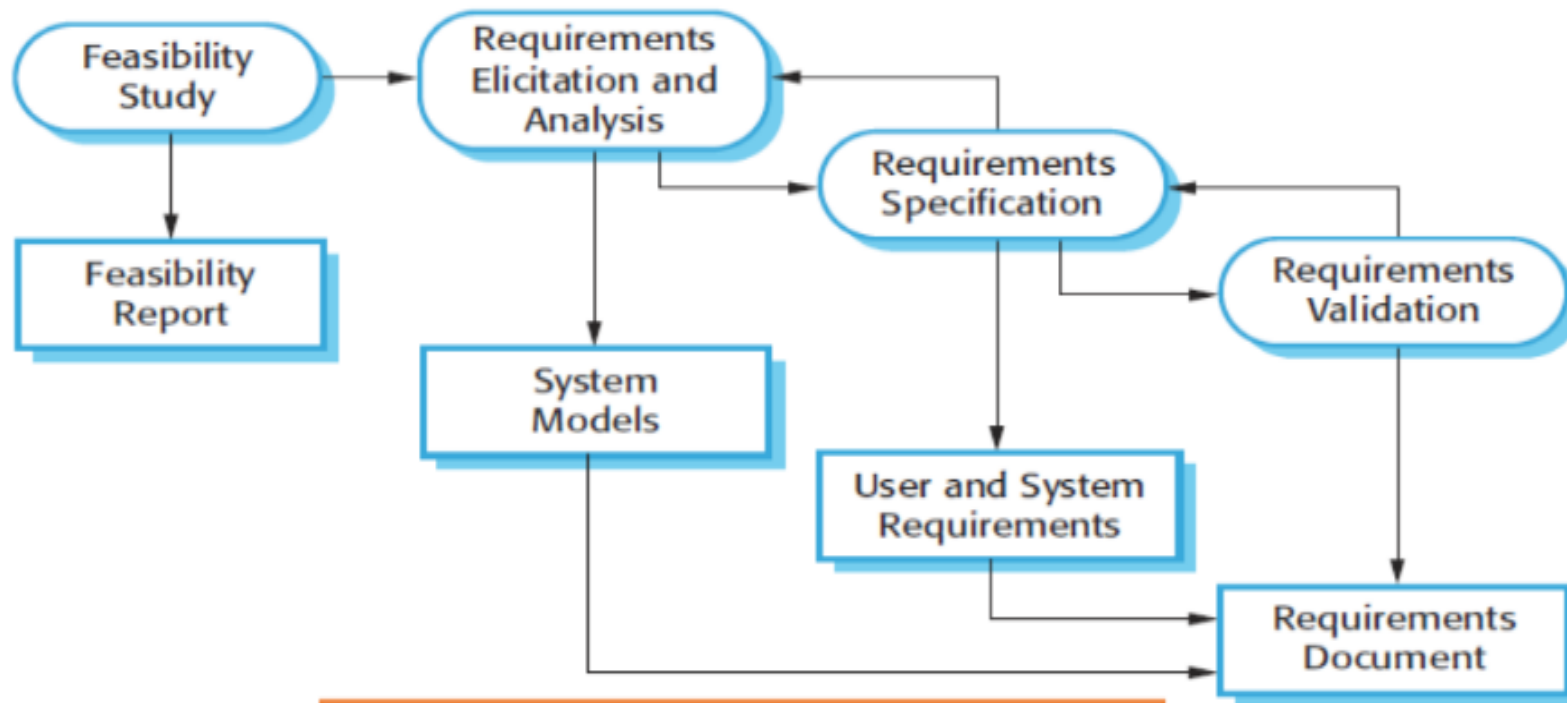 Feasibility
Study
Requirements
Elicitation and
Analysis
Requirements
Specification
Requirements
Validation
Feasibility
Report
System
Models
User and System
Requirements
Requirements
Document